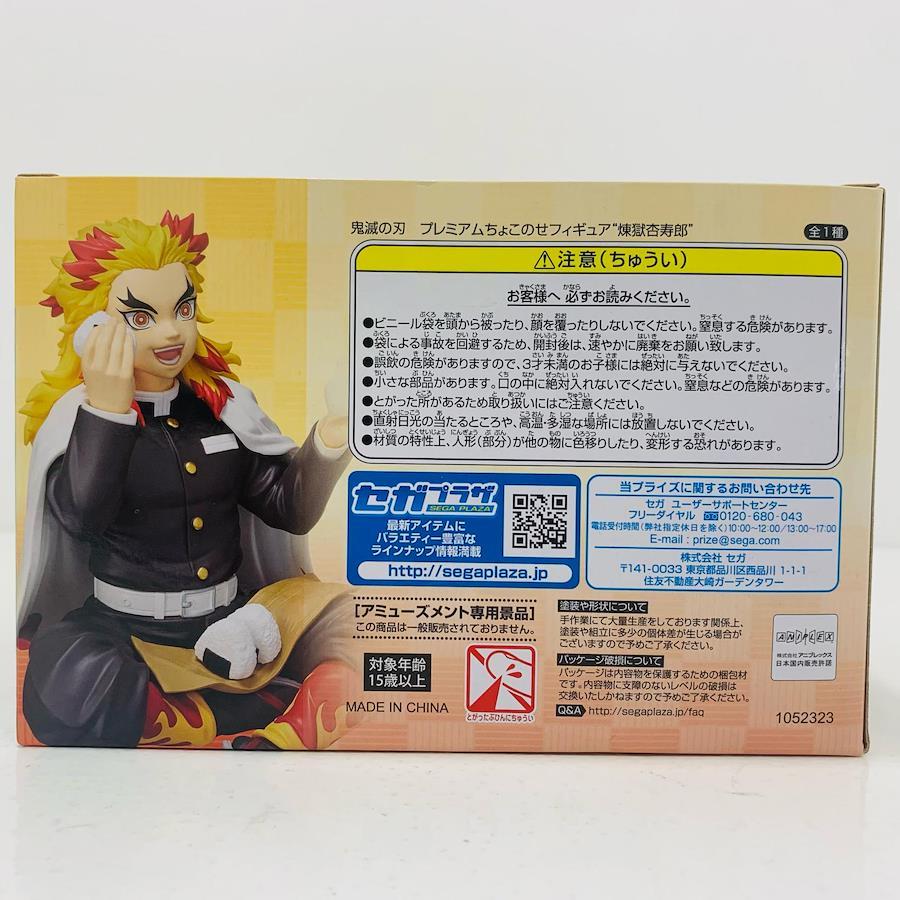 鬼滅の刃 プレミアムちょこのせフィギュア"煉獄杏寿郎"
全1種
⚠注意(ちゅうい)
お客様へ 必ずお読みください。
●ビニール袋を頭から被ったり、顔を覆ったりしないでください。窒息する危険があります。
●袋による事故を回避するため、開封後は、速やかに廃棄をお願い致します。
●誤飲の危険がありますので、3才未満のお子様には絶対に与えないでください。
●小さな部品があります。口の中に絶対入れないでください。窒息などの危険があります。
●とがった所があるため取り扱いにはご注意ください。
●直射日光の当たるところや、高温・多湿な場所には放置しないでください。
●材質の特性上、人形(部分)が他の物に色移りしたり、変形する恐れがあります。
セガプラザ
SEGA PLAZA
最新アイテムに
バラエティー豊富な
ラインナップ情報満載
http://segaplaza.jp
当プライズに関するお問い合わせ先
セガ ユーザーサポートセンター
フリーダイヤル 0120-680-043
電話受付時間(弊社指定休日を除く)10:00~12:00/13:00~17:00
E-mail : prize@sega.com
株式会社 セガ
〒141-0033 東京都品川区西品川 1-1-1
住友不動産大崎ガーデンタワー
[アミューズメント専用景品]
この商品は一般販売されておりません。
対象年齢
15歳以上
MADE IN CHINA
とがったぶひんにちゅうい
塗装や形状について
手作業にて大量生産をしております関係上、
塗装や組立に多少の個体差が生じる場合が
ございますので予めご了承ください。
パッケージ破損について
パッケージは内容物を保護するための梱包材
です。内容物に支障のないレベルの破損は
交換いたしかねますので予めご了承ください。
Q&A http://segaplaza.jp/faq
ANIPLEX
株式会社アニプレックス
日本国内販売許諾
1052323